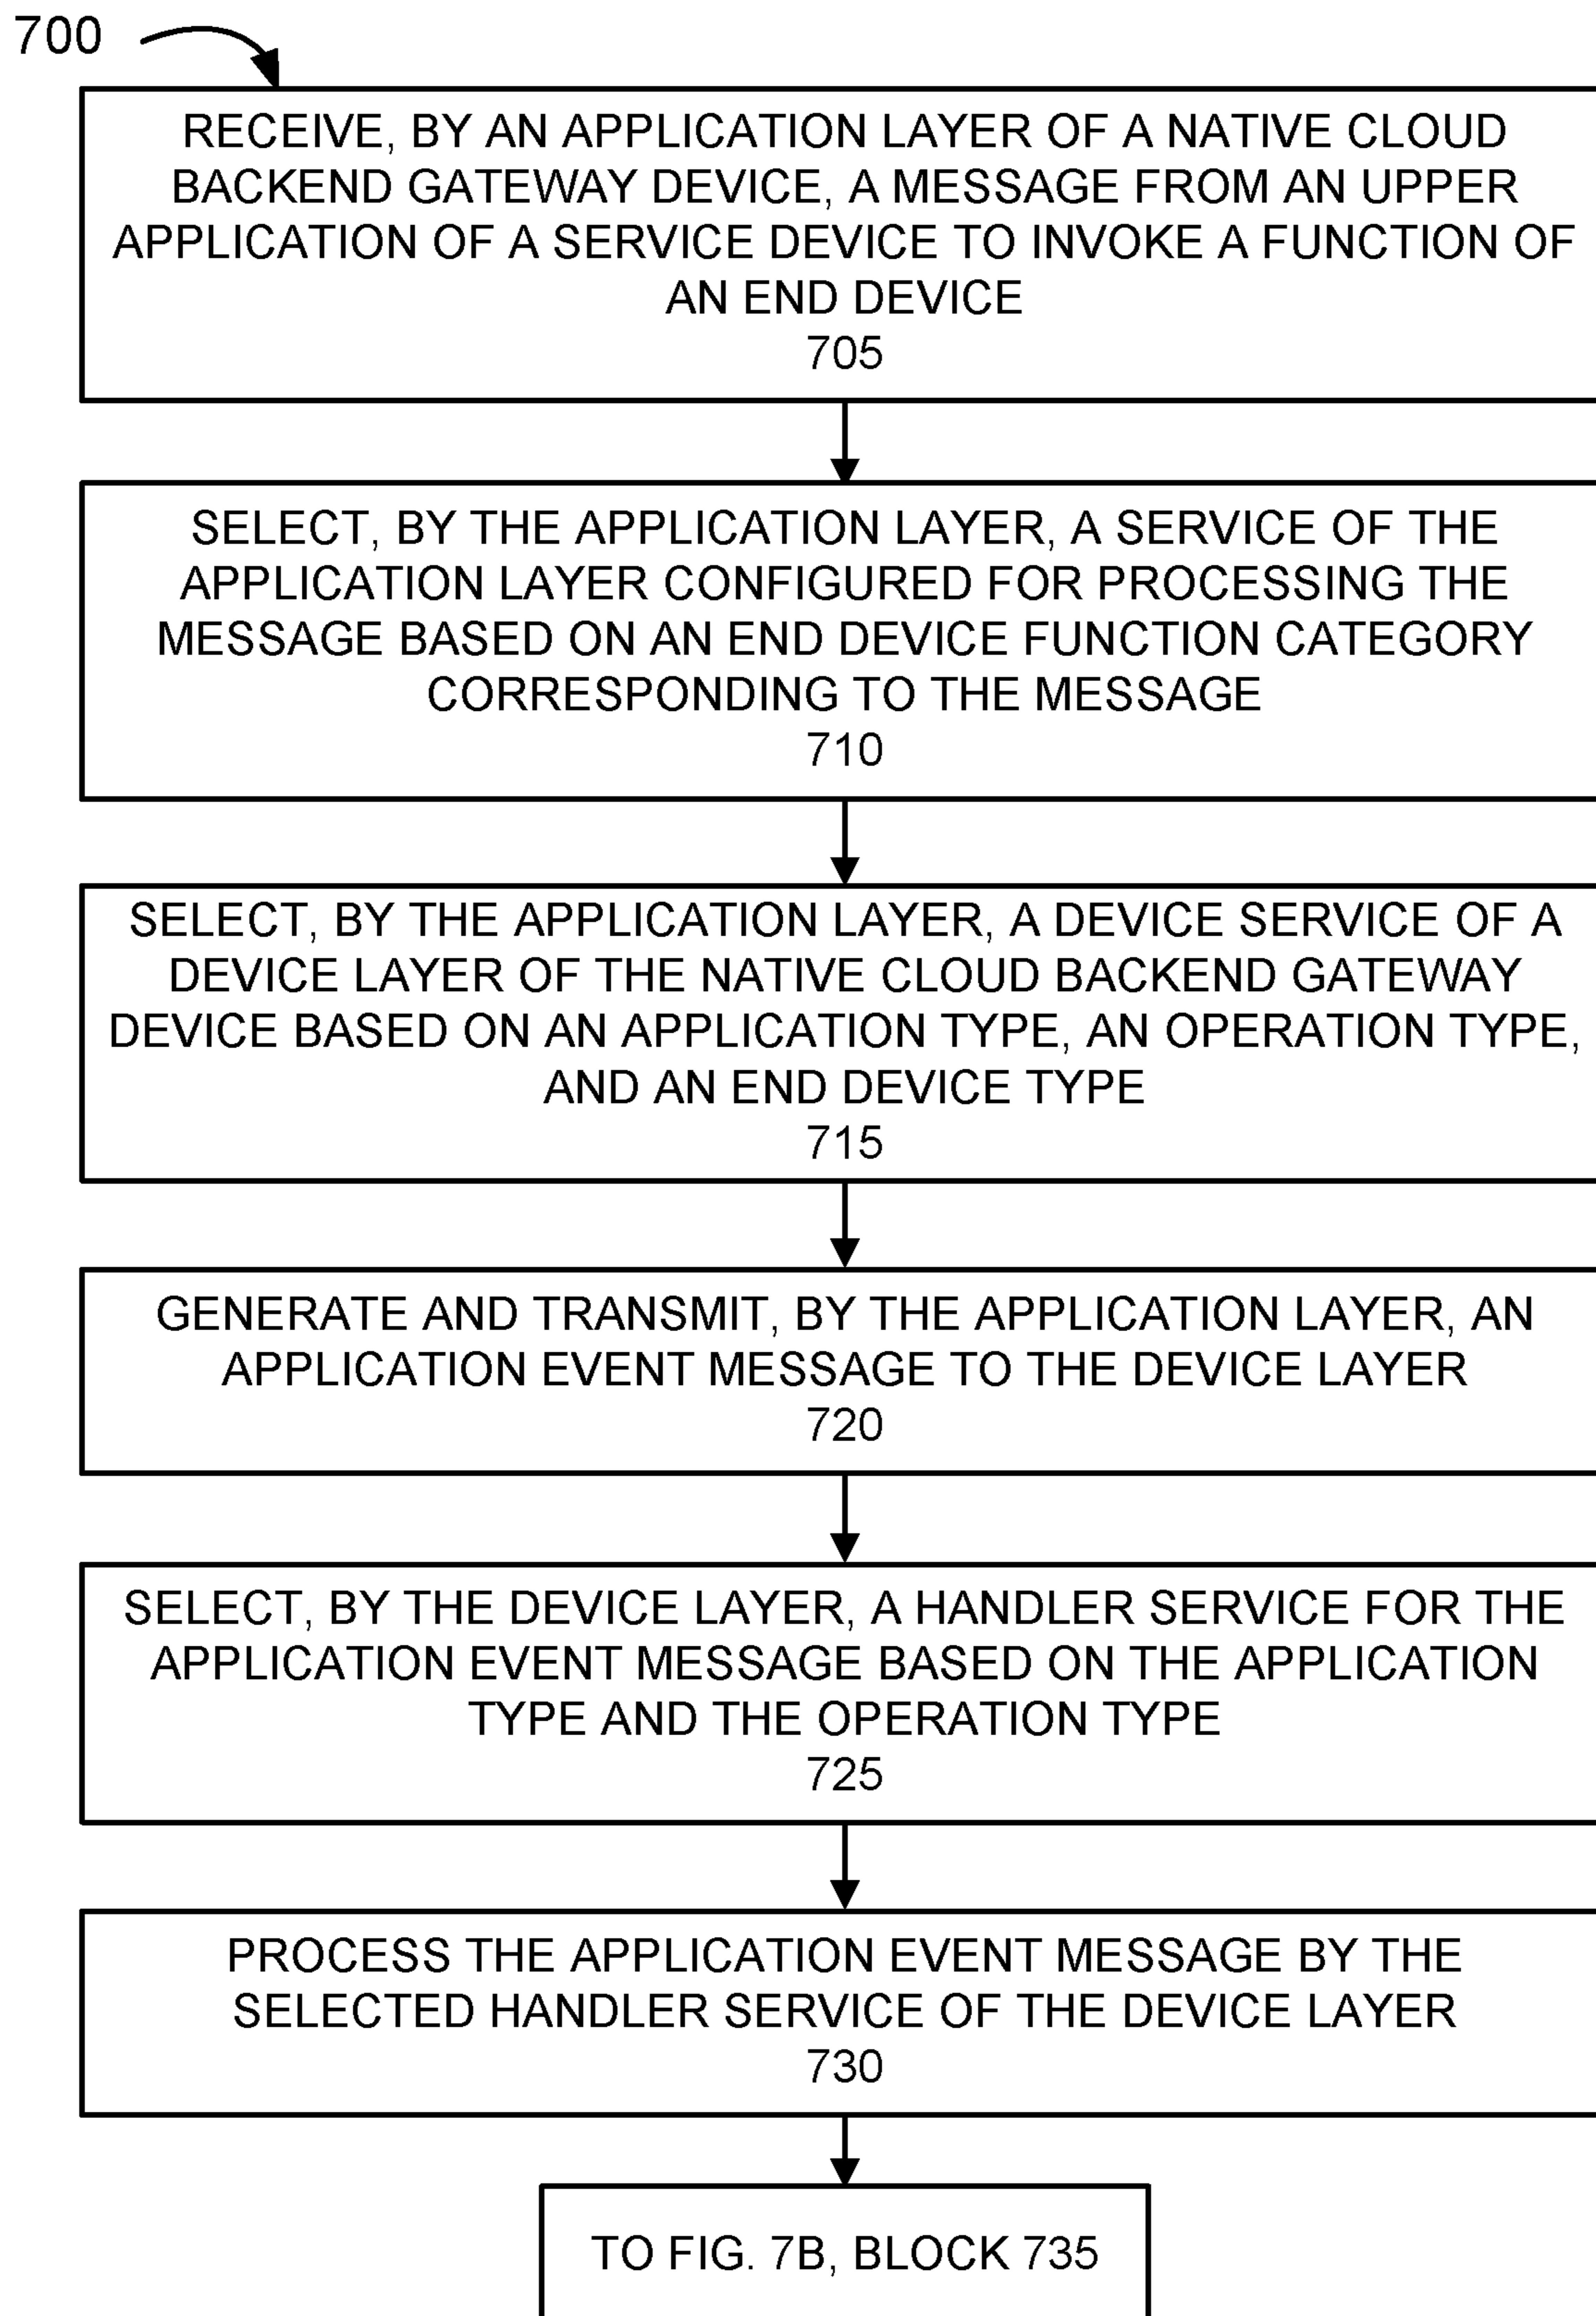 700
RECEIVE, BY AN APPLICATION LAYER OF A NATIVE CLOUD
BACKEND GATEWAY DEVICE, A MESSAGE FROM AN UPPER
APPLICATION OF A SERVICE DEVICE TO INVOKE A FUNCTION OF
AN END DEVICE
705
SELECT, BY THE APPLICATION LAYER, A SERVICE OF THE
APPLICATION LAYER CONFIGURED FOR PROCESSING THE
MESSAGE BASED ON AN END DEVICE FUNCTION CATEGORY
CORRESPONDING TO THE MESSAGE
710
SELECT, BY THE APPLICATION LAYER, A DEVICE SERVICE OF A
DEVICE LAYER OF THE NATIVE CLOUD BACKEND GATEWAY
DEVICE BASED ON AN APPLICATION TYPE, AN OPERATION TYPE,
AND AN END DEVICE TYPE
715
GENERATE AND TRANSMIT, BY THE APPLICATION LAYER, AN
APPLICATION EVENT MESSAGE TO THE DEVICE LAYER
720
SELECT, BY THE DEVICE LAYER, A HANDLER SERVICE FOR THE
APPLICATION EVENT MESSAGE BASED ON THE APPLICATION
TYPE AND THE OPERATION TYPE
725
PROCESS THE APPLICATION EVENT MESSAGE BY THE
SELECTED HANDLER SERVICE OF THE DEVICE LAYER
730
TO FIG. 7B, BLOCK 735